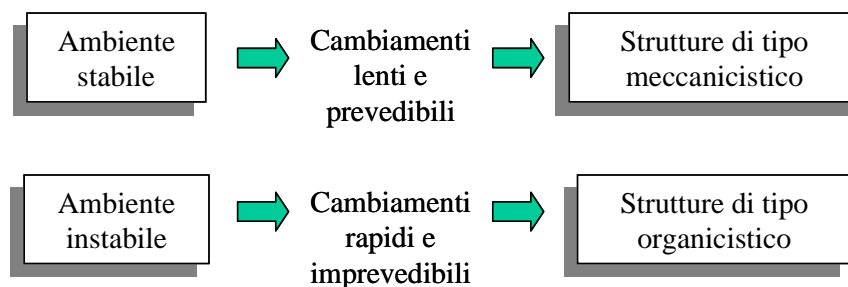 Ambiente
stabile
Cambiamenti
lenti e
prevedibili
Strutture di tipo
meccanicistico
Ambiente
instabile
Cambiamenti
rapidi e
imprevedibili
Strutture di tipo
organicistico